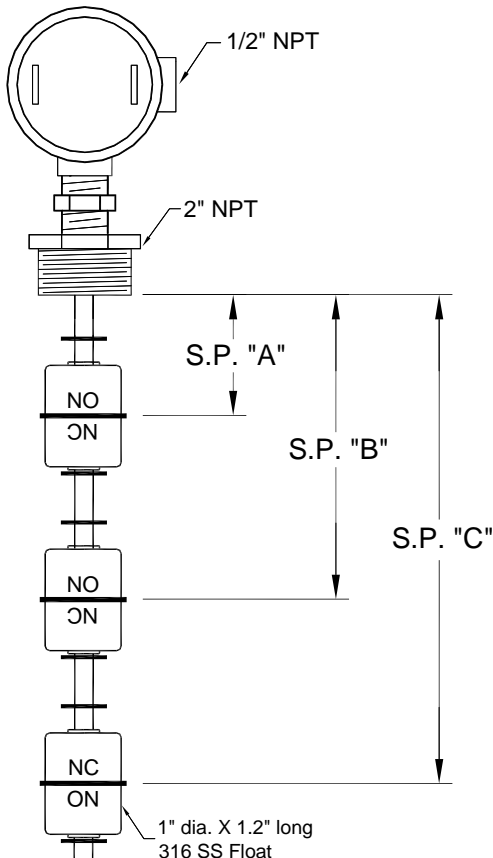 1/2" NPT
2" NPT
S.P. "A"
NO
NC
S.P. "B"
S.P. "C"
NO
NC
NC
NO
1" dia. X 1.2" long
316 SS Float